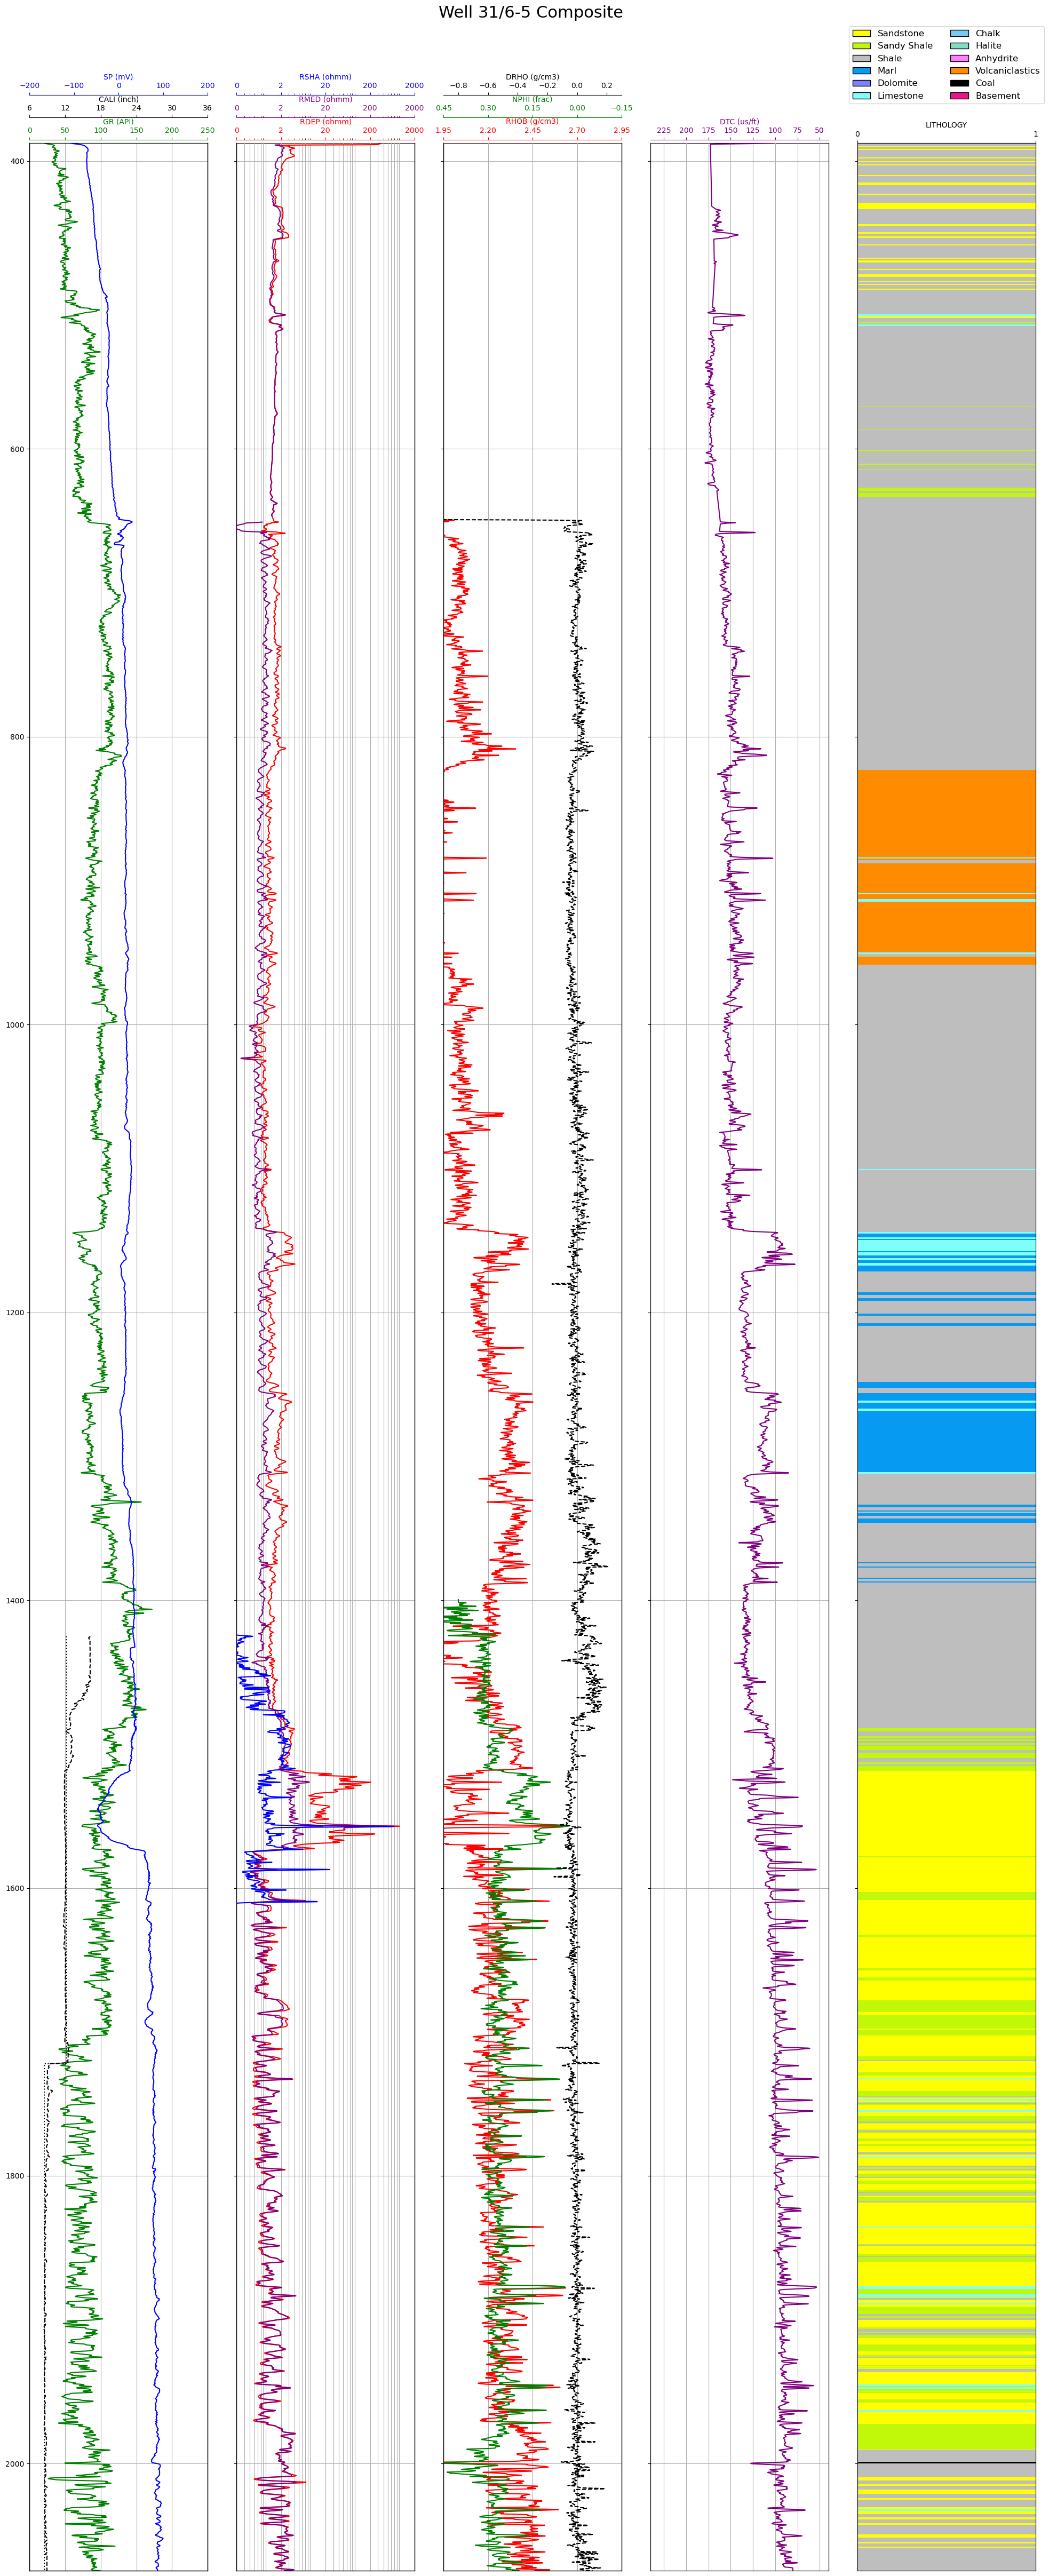 Well 31/6-5 Composite
Sandstone Chalk
Sandy Shale Halite
Shale Anhydrite
Marl Volcaniclastics
Dolomite Coal
Limestone Basement
SP (mV) RSHA (ohmm) DRHO (g/cm3)
−200 −100 0 100 200 0 2 20 200 2000 −0.8 −0.6 −0.4 −0.2 0.0 0.2
CALI (inch) RMED (ohmm) NPHI (frac)
6 12 18 24 30 36 0 2 20 200 2000 0.45 0.30 0.15 0.00 −0.15
GR (API) RDEP (ohmm) RHOB (g/cm3) DTC (us/ft) LITHOLOGY
0 50 100 150 200 250 0 2 20 200 2000 1.95 2.20 2.45 2.70 2.95 225 200 175 150 125 100 75 50 0 1
400
600
800
1000
1200
1400
1600
1800
2000